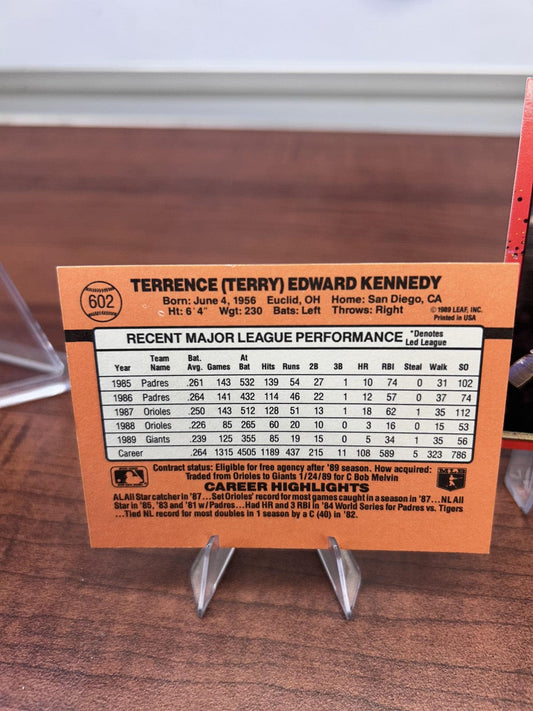 602
TERRENCE (TERRY) EDWARD KENNEDY
Born: June 4, 1956 Euclid, OH Home: San Diego, CA
Ht: 6'4" Wgt: 230 Bats: Left Throws: Right
©1989 LEAF, INC.
Printed in USA
RECENT MAJOR LEAGUE PERFORMANCE *Denotes Led League
Year Team Name Bat. Avg. Games At Bat Hits Runs 2B 3B HR RBI Steal Walk SO
1985 Padres .261 143 532 139 54 27 1 10 74 0 31 102
1986 Padres .264 141 432 114 46 22 1 12 57 0 37 74
1987 Orioles .250 143 512 128 51 13 1 18 62 1 35 112
1988 Orioles .226 85 265 60 20 10 0 3 16 0 15 53
1989 Giants .239 125 355 85 19 15 0 5 34 1 35 56
Career .264 1315 4505 1189 437 215 11 108 589 5 323 786
Contract status: Eligible for free agency after '89 season. How acquired:
Traded from Orioles to Giants 1/24/89 for C Bob Melvin
CAREER HIGHLIGHTS
AL All Star catcher in '87...Set Orioles' record for most games caught in a season in '87...NL All
Star in '85, '83 and '81 w/Padres...Had HR and 3 RBI in '84 World Series for Padres vs. Tigers
...Tied NL record for most doubles in 1 season by a C (40) in '82.